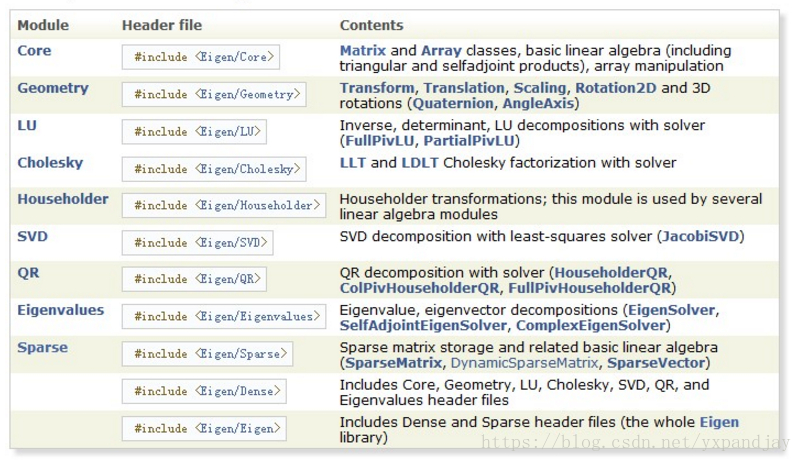 Module Header file Contents
Core #include <Eigen/Core> Matrix and Array classes, basic linear algebra (including
triangular and selfadjoint products), array manipulation
Geometry #include <Eigen/Geometry> Transform, Translation, Scaling, Rotation2D and 3D
rotations (Quaternion, AngleAxis)
LU #include <Eigen/LU> Inverse, determinant, LU decompositions with solver
(FullPivLU, PartialPivLU)
Cholesky #include <Eigen/Cholesky> LLT and LDLT Cholesky factorization with solver
Householder #include <Eigen/Householder> Householder transformations; this module is used by several
linear algebra modules
SVD #include <Eigen/SVD> SVD decomposition with least-squares solver (JacobiSVD)
QR #include <Eigen/QR> QR decomposition with solver (HouseholderQR,
ColPivHouseholderQR, FullPivHouseholderQR)
Eigenvalues #include <Eigen/Eigenvalues> Eigenvalue, eigenvector decompositions (EigenSolver,
SelfAdjointEigenSolver, ComplexEigenSolver)
Sparse #include <Eigen/Sparse> Sparse matrix storage and related basic linear algebra
(SparseMatrix, DynamicSparseMatrix, SparseVector)
#include <Eigen/Dense> Includes Core, Geometry, LU, Cholesky, SVD, QR, and
Eigenvalues header files
#include <Eigen/Eigen> Includes Dense and Sparse header files (the whole Eigen
library)
https://blog.csdn.net/yxpandjay